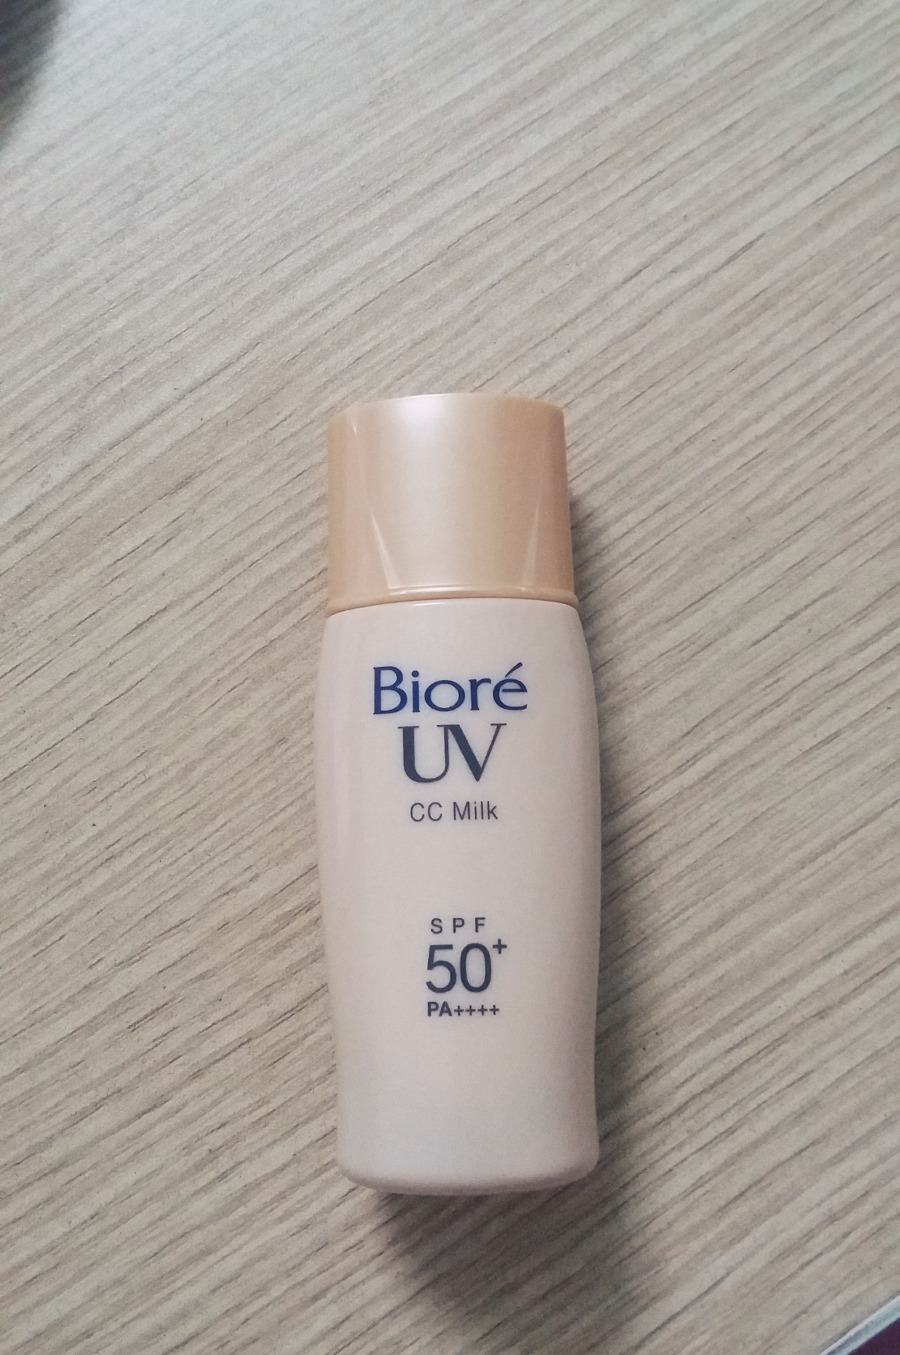 Bioré
UV
CC Milk
SPF
50+
PA++++